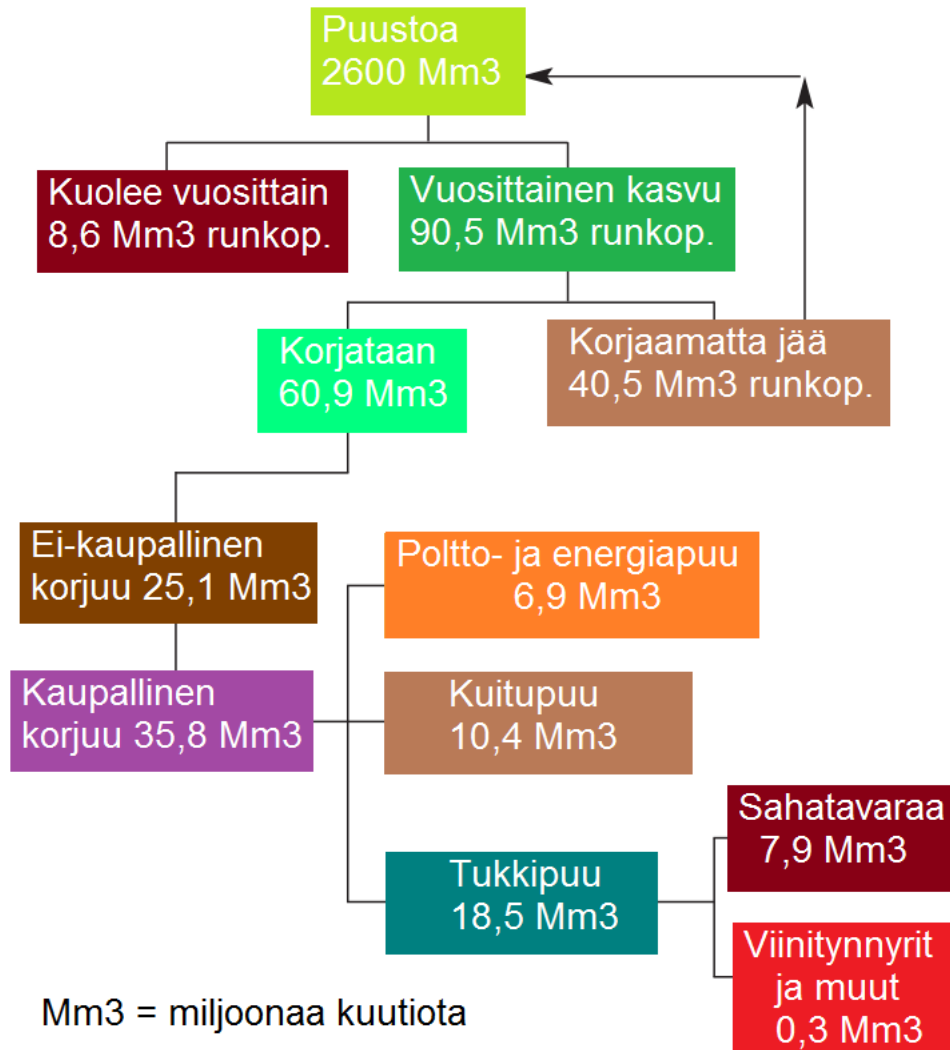 Puustoa
2600 Mm3
Kuolee vuosittain
8,6 Mm3 runkop.
Vuosittainen kasvu
90,5 Mm3 runkop.
Korjataan
60,9 Mm3
Korjaamatta jää
40,5 Mm3 runkop.
Ei-kaupallinen
korjuu 25,1 Mm3
Poltto- ja energiapuu
6,9 Mm3
Kaupallinen
korjuu 35,8 Mm3
Kuitupuu
10,4 Mm3
Tukkipuu
18,5 Mm3
Sahatavaraa
7,9 Mm3
Viinitynnyrit
ja muut
0,3 Mm3
Mm3 = miljoonaa kuutiota